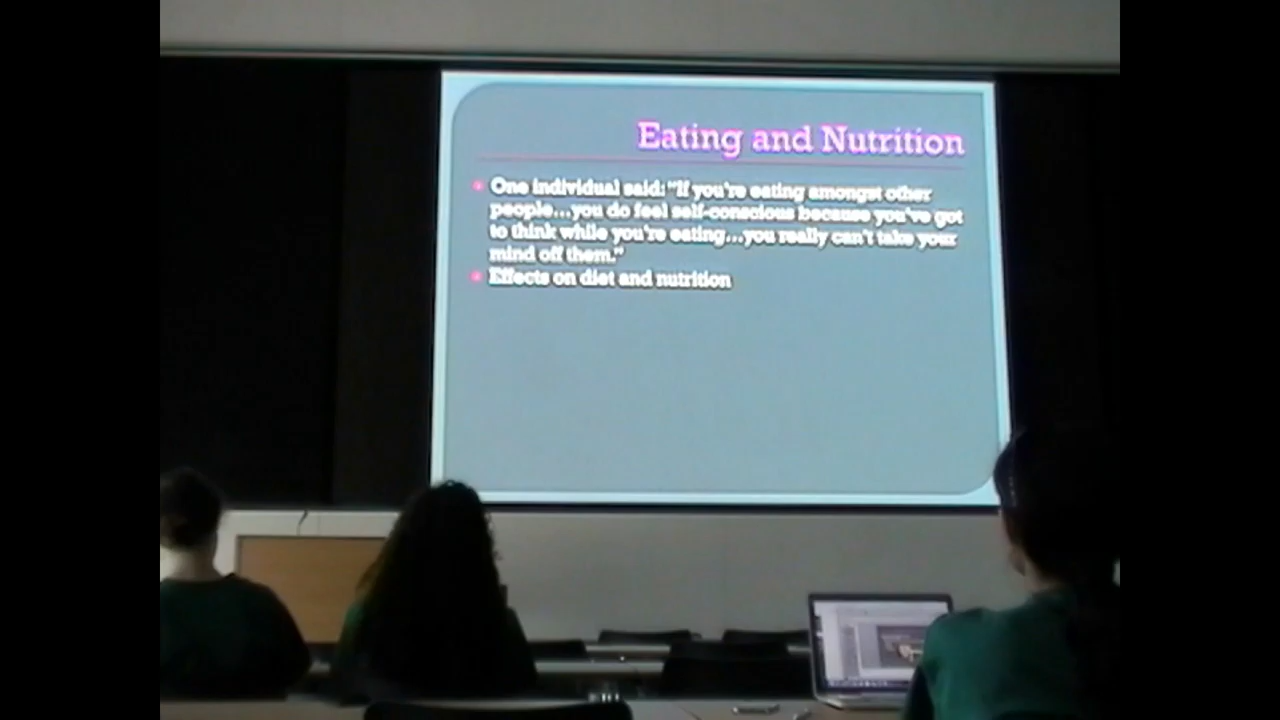 Eating and Nutrition
One individual said: "If you're eating amongst other
people...you do feel self-conscious because you've got
to think while you're eating...you really can't take your
mind off them."
Effects on diet and nutrition